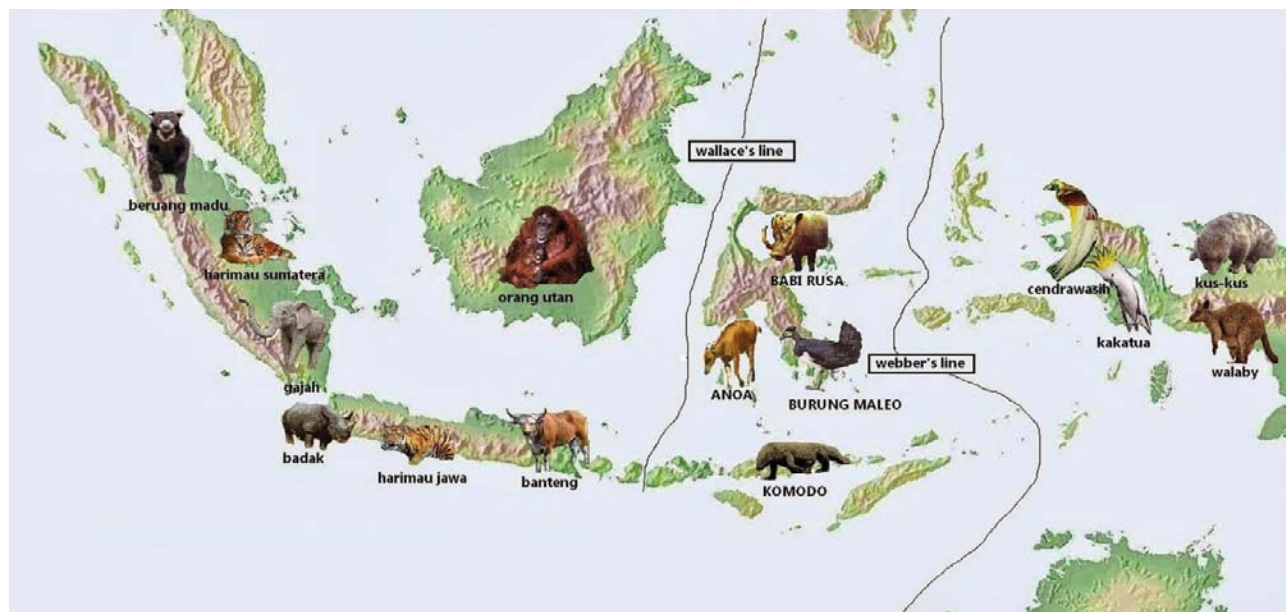 wallace's line
beruang madu
harimau sumatera
orang utan
BABI RUSA
cendrawasih
kus-kus
kakatua
gajah
webber's line
walaby
ANOA
BURUNG MALEO
badak
harimau jawa
banteng
KOMODO